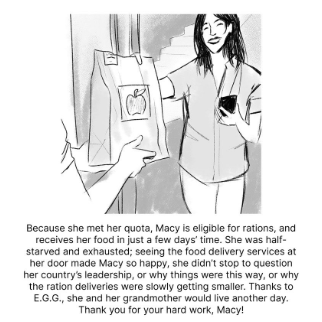 Because she met her quota, Macy is eligible for rations, and
receives her food in just a few days' time. She was half-
starved and exhausted; seeing the food delivery services at
her door made Macy so happy, she didn't stop to question
her country's leadership, or why things were this way, or why
the ration deliveries were slowly getting smaller. Thanks to
E.G.G., she and her grandmother would live another day.
Thank you for your hard work, Macy!